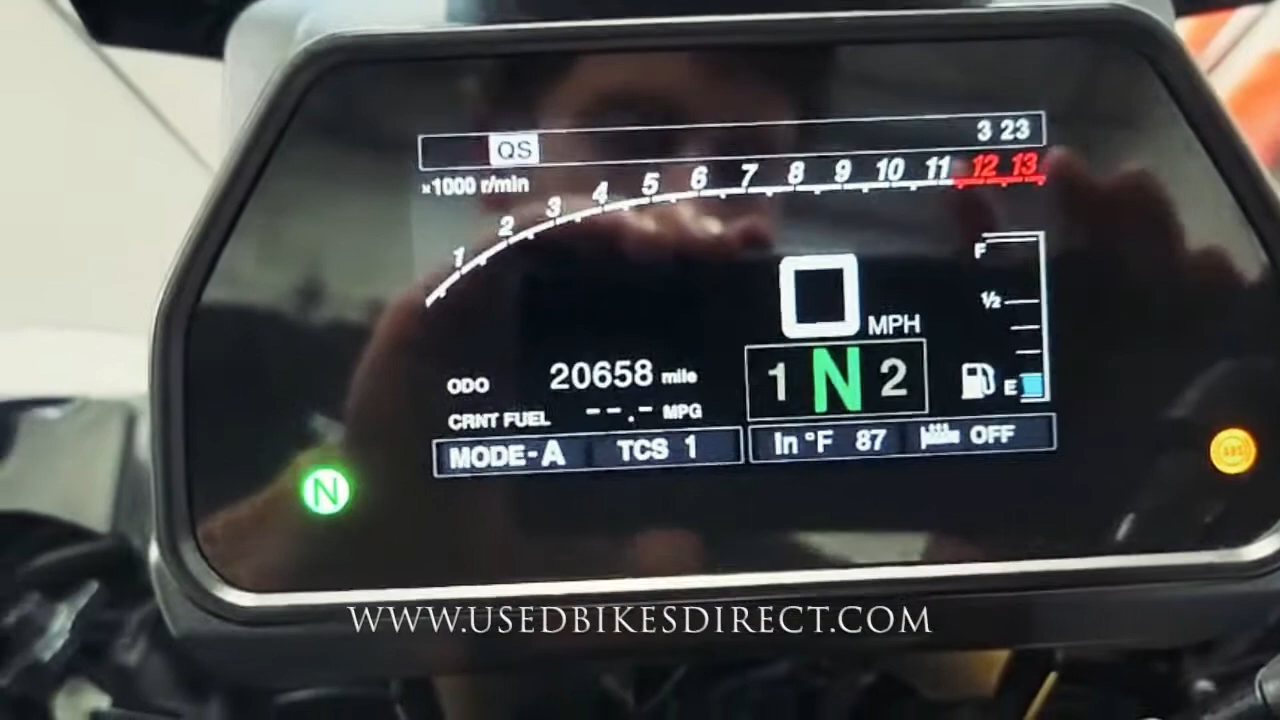 QS 3 23
×1000 r/min
1 2 3 4 5 6 7 8 9 10 11 12 13
F
1/2
E
0 MPH
1 N 2
ODO 20658 mile
CRNT FUEL --.- MPG
MODE-A TCS 1 In °F 87 OFF
N
ABS
WWW.USEDBIKESDIRECT.COM